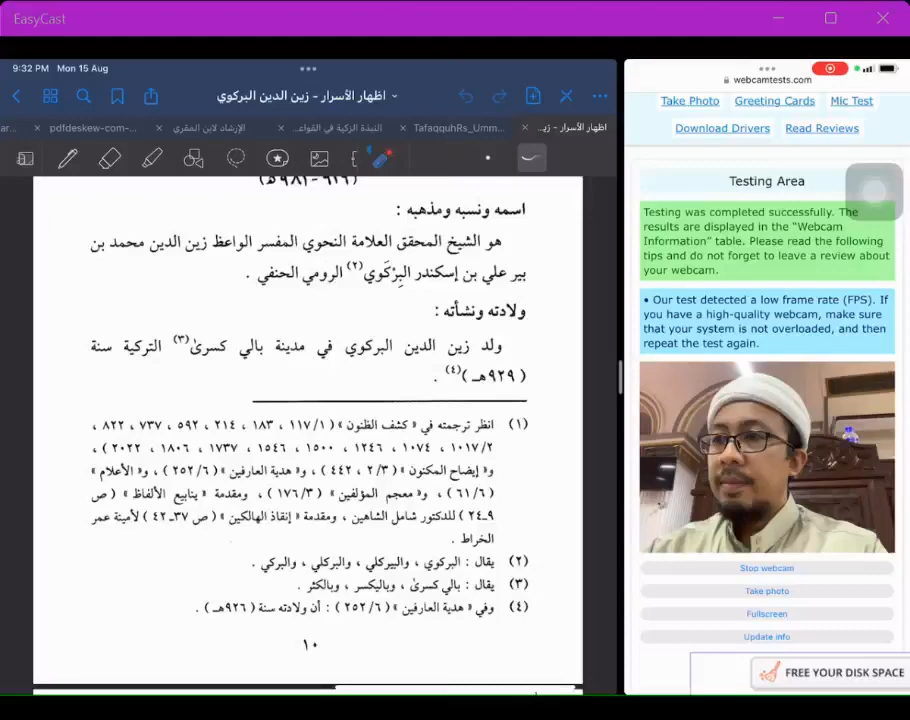 EasyCast
9:32 PM Mon 15 Aug
اظهار الأسرار - زين الدين البركوي
ar...
pdfdeskew-com-...
الإرشاد لابن المقري
النبذة الزكية في القواعد...
TafaqquhRs_Umm...
اظهار الأسرار - زيـ...
(٩٢٦-٩٨١هـ)
اسمه ونسبه ومذهبه :
هو الشيخ المحقق العلامة النحوي المفسر الواعظ زين الدين محمد بن
بير علي بن إسكندر البِرْكَوي(٢) الرومي الحنفي .
ولادته ونشأته :
ولد زين الدين البركوي في مدينة بالي كسرىٰ(٣) التركية سنة
(٩٢٩هـ)(٤) .
(١) انظر ترجمته في «كشف الظنون» (١/ ١١٧ ، ١٨٣ ، ٢١٤ ، ٥٩٢ ، ٧٣٧ ، ٨٢٢ ،
٢/ ١٠١٧ ، ١٠٧٤ ، ١٢٤٦ ، ١٥٠٠ ، ١٥٤٦ ، ١٧٣٧ ، ١٨٠٦ ، ٢٠٢٢) ،
و«إيضاح المكنون» (٣/ ٢ ، ٤٤٢) ، و«هدية العارفين» (٦/ ٢٥٢) ، و«الأعلام»
(٦/ ٦١) ، و«معجم المؤلفين» (٣/ ١٧٦) ، ومقدمة «ينابيع الألفاظ» (ص
٩ـ٢٤) للدكتور شامل الشاهين ، ومقدمة «إنقاذ الهالكين» (ص ٣٧ـ٤٢) لأمينة عمر
الخراط .
(٢) يقال : البركوي ، والبيركلي ، والبركلي ، والبركي .
(٣) يقال : بالي كسرىٰ ، وباليكسر ، وبالكثر .
(٤) وفي «هدية العارفين» (٦/ ٢٥٢) : أن ولادته سنة (٩٢٦هـ) .
١٠
webcamtests.com
Take Photo Greeting Cards Mic Test
Download Drivers Read Reviews
Testing Area
Testing was completed successfully. The
results are displayed in the "Webcam
Information" table. Please read the following
tips and do not forget to leave a review about
your webcam.
• Our test detected a low frame rate (FPS). If
you have a high-quality webcam, make sure
that your system is not overloaded, and then
repeat the test again.
Stop webcam
Take photo
Fullscreen
Update info
FREE YOUR DISK SPACE